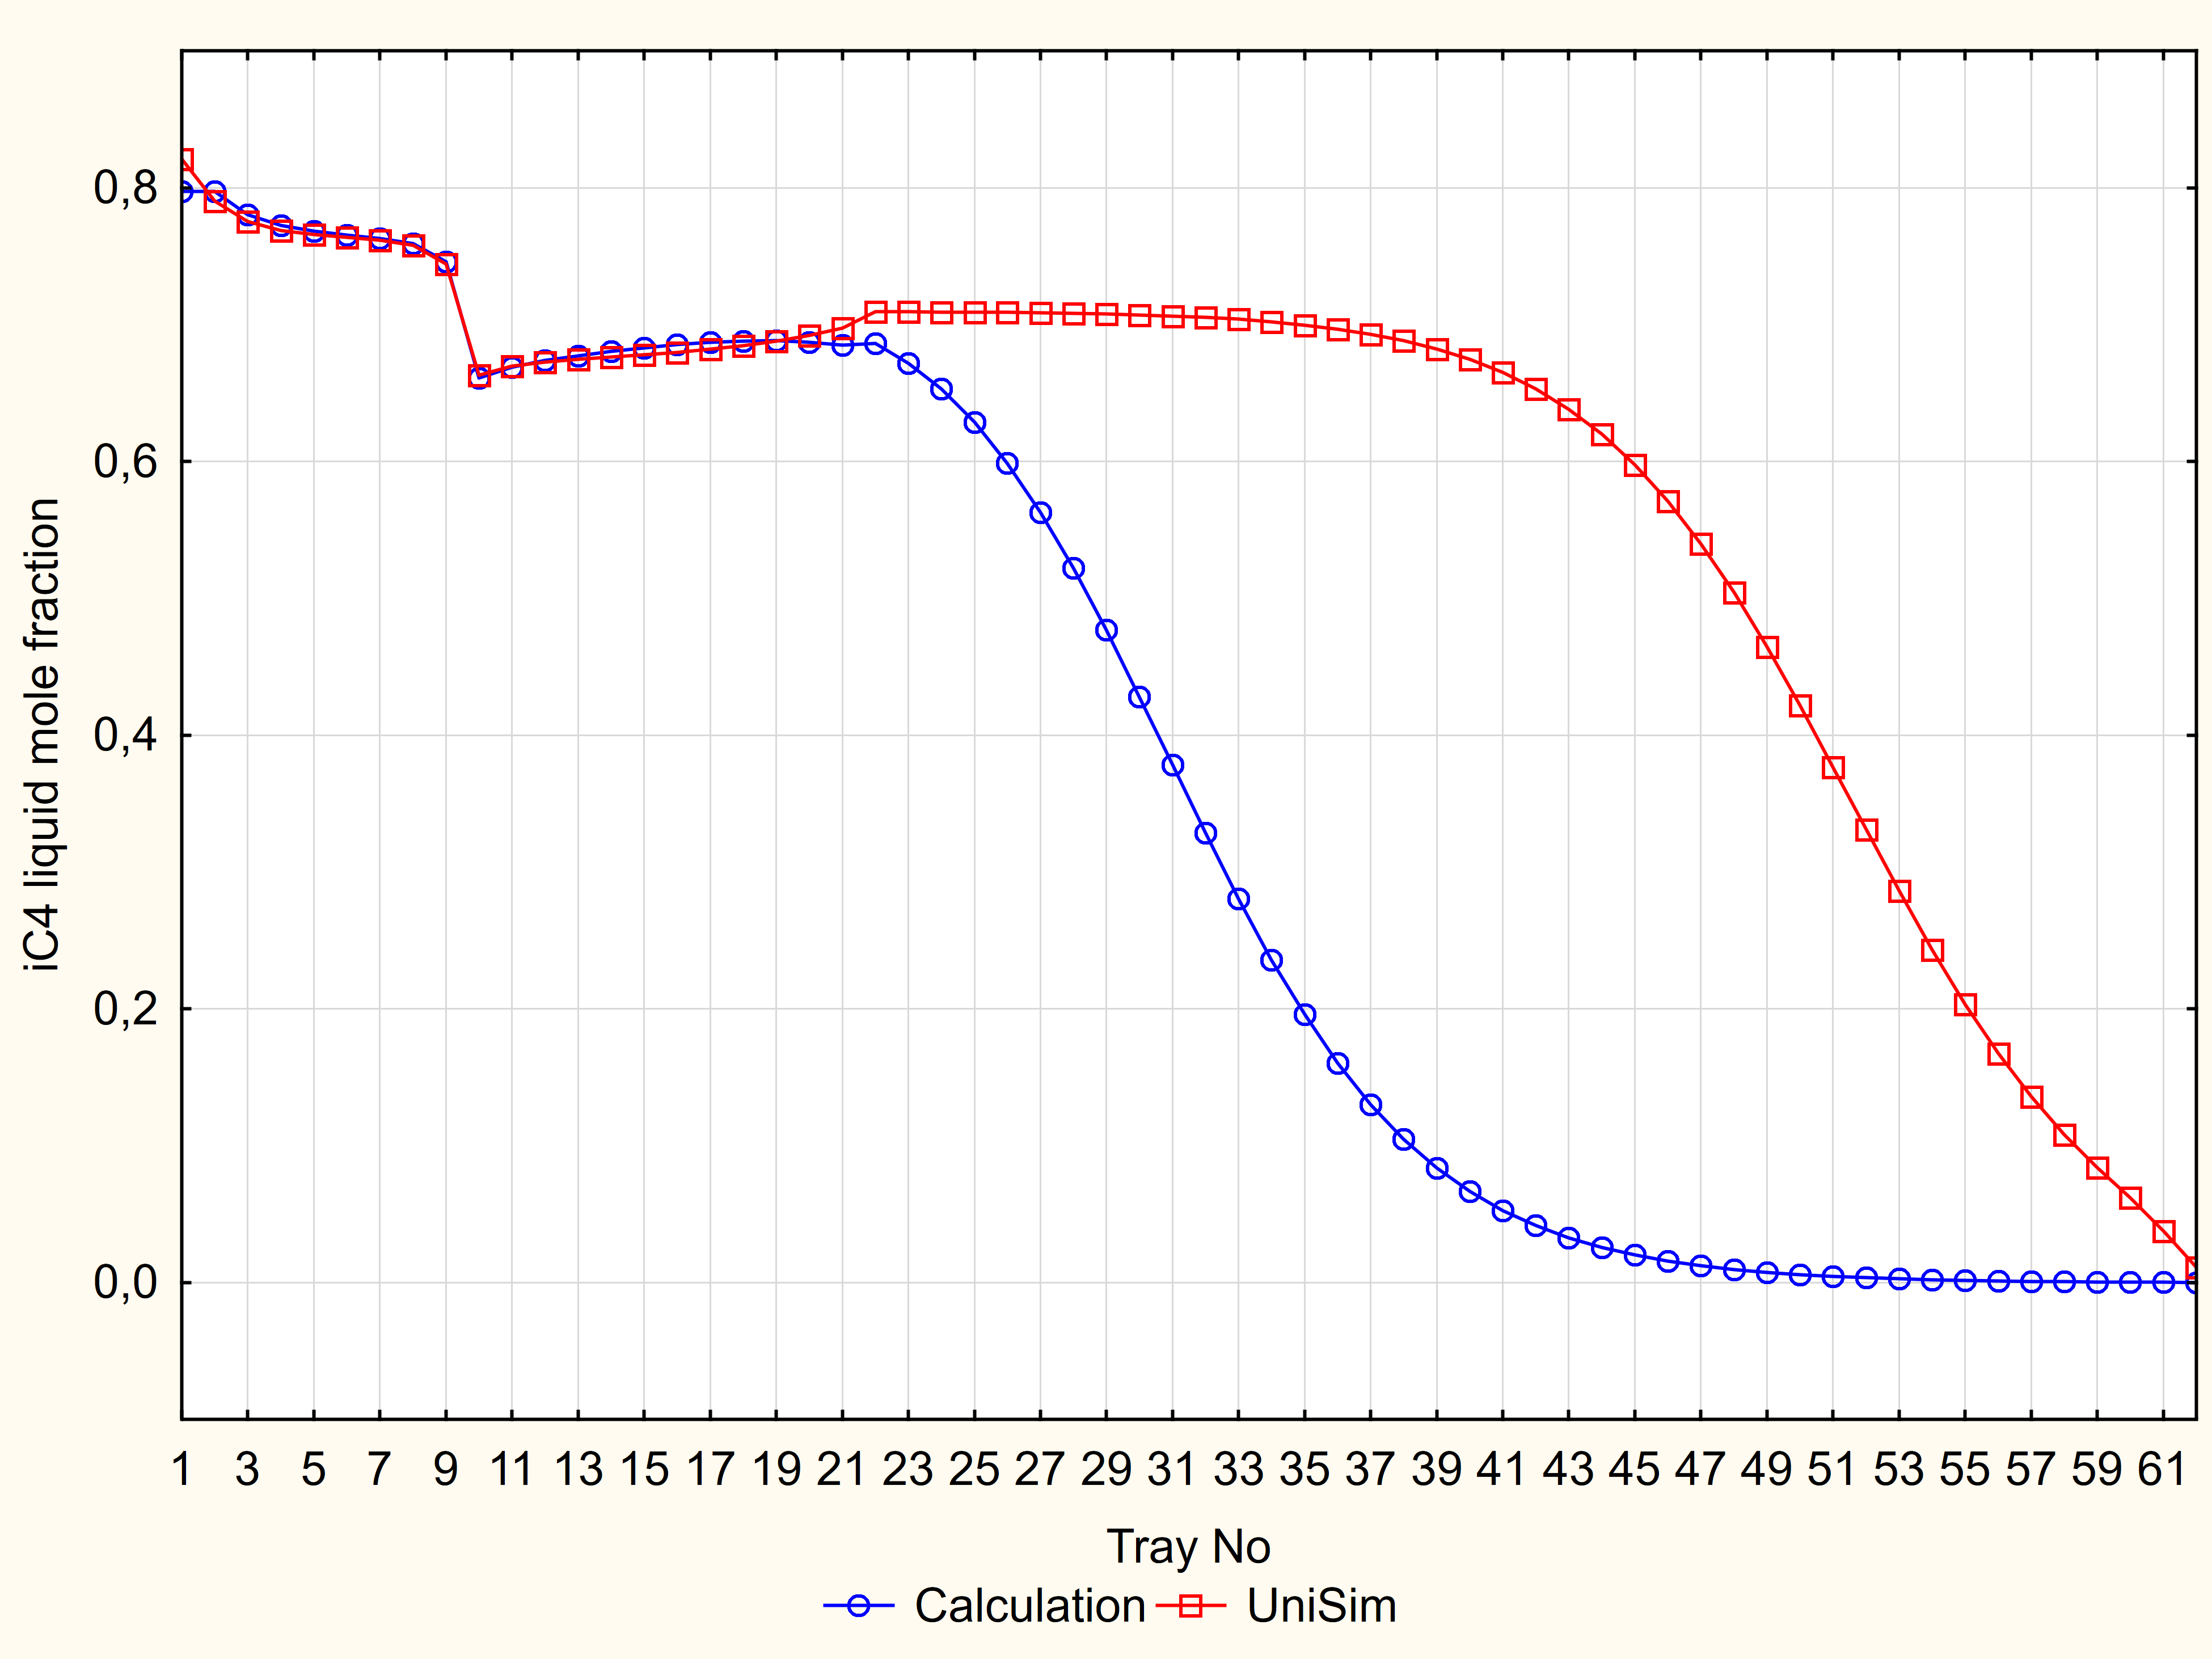 iC4 liquid mole fraction
0,8
0,6
0,4
0,2
0,0
1 3 5 7 9 11 13 15 17 19 21 23 25 27 29 31 33 35 37 39 41 43 45 47 49 51 53 55 57 59 61
Tray No
Calculation UniSim